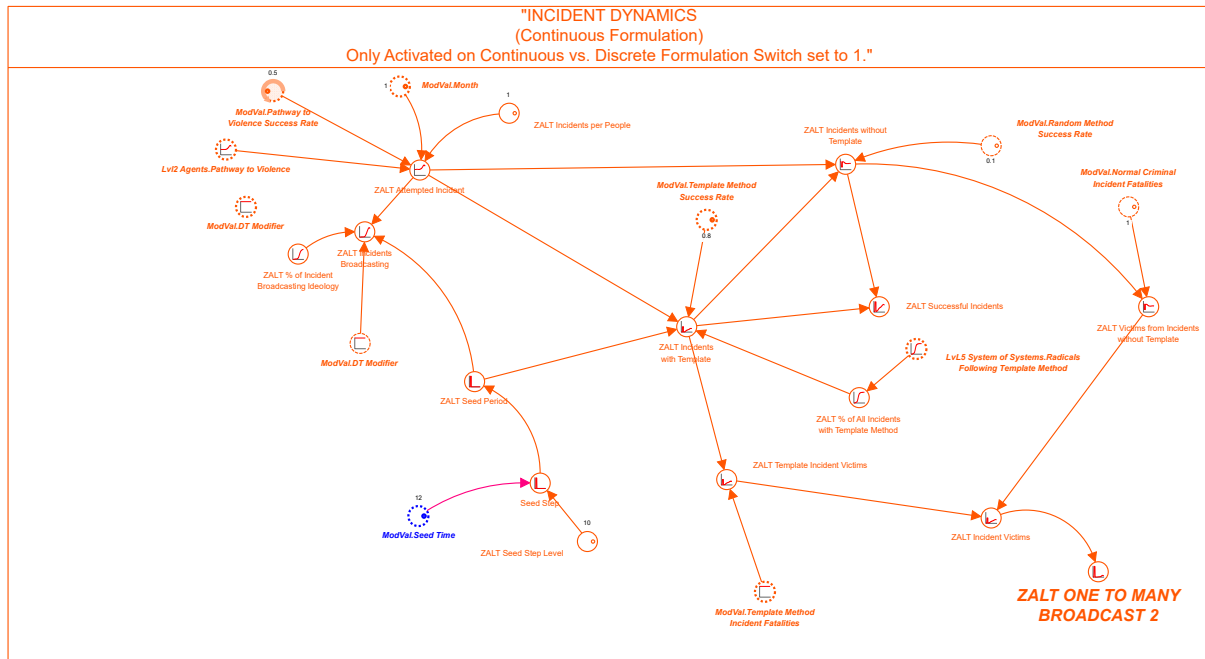 "INCIDENT DYNAMICS
(Continuous Formulation)
Only Activated on Continuous vs. Discrete Formulation Switch set to 1."
0.5
ModVal.Pathway to
Violence Success Rate
1
ModVal.Month
1
ZALT Incidents per People
Lvl2 Agents.Pathway to Violence
ZALT Attempted Incident
ZALT Incidents without
Template
ModVal.Random Method
Success Rate
0.1
ModVal.Template Method
Success Rate
0.8
ModVal.Normal Criminal
Incident Fatalities
1
ModVal.DT Modifier
ZALT Incidents
Broadcasting
ZALT % of Incident
Broadcasting Ideology
ModVal.DT Modifier
ZALT Successful Incidents
ZALT Victims from Incidents
without Template
ZALT Incidents
with Template
LvL5 System of Systems.Radicals
Following Template Method
ZALT Seed Period
ZALT % of All Incidents
with Template Method
ZALT Template Incident Victims
Seed Step
12
ModVal.Seed Time
10
ZALT Seed Step Level
ZALT Incident Victims
ModVal.Template Method
Incident Fatalities
ZALT ONE TO MANY
BROADCAST 2